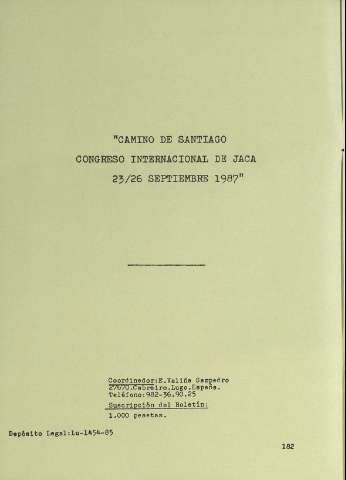 "CAMINO DE SANTIAGO
CONGRESO INTERNACIONAL DE JACA
23/26 SEPTIEMBRE 1987"
Coordinador:E.Valiña Sampedro
27670.Cebreiro.Lugo.España.
Teléfono:982-36.90.25
Suscripción del Boletín:
1.000 pesetas.
Depósito Legal:Lu-1454-85
182